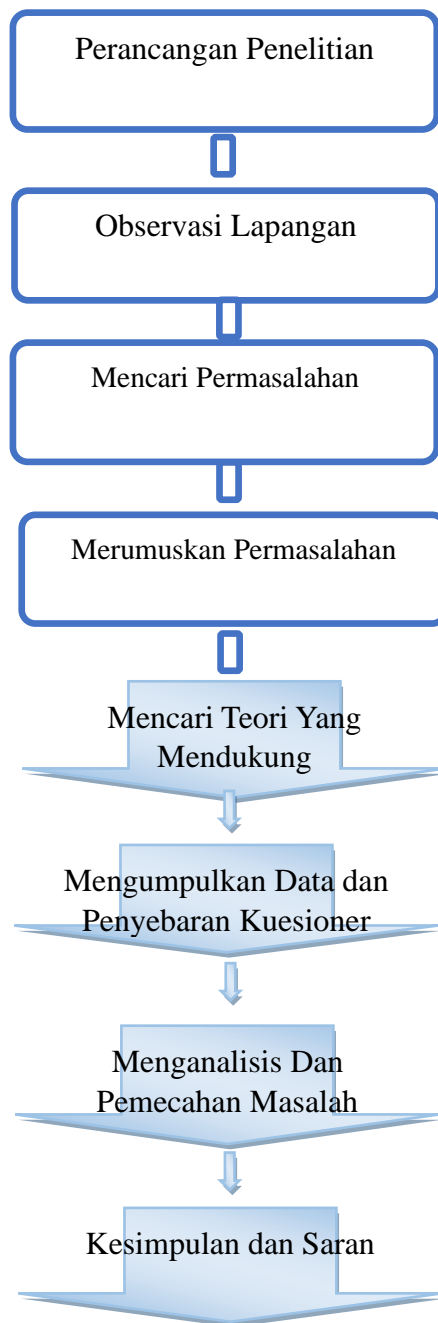 Perancangan Penelitian
Observasi Lapangan
Mencari Permasalahan
Merumuskan Permasalahan
Mencari Teori Yang
Mendukung
Mengumpulkan Data dan
Penyebaran Kuesioner
Menganalisis Dan
Pemecahan Masalah
Kesimpulan dan Saran